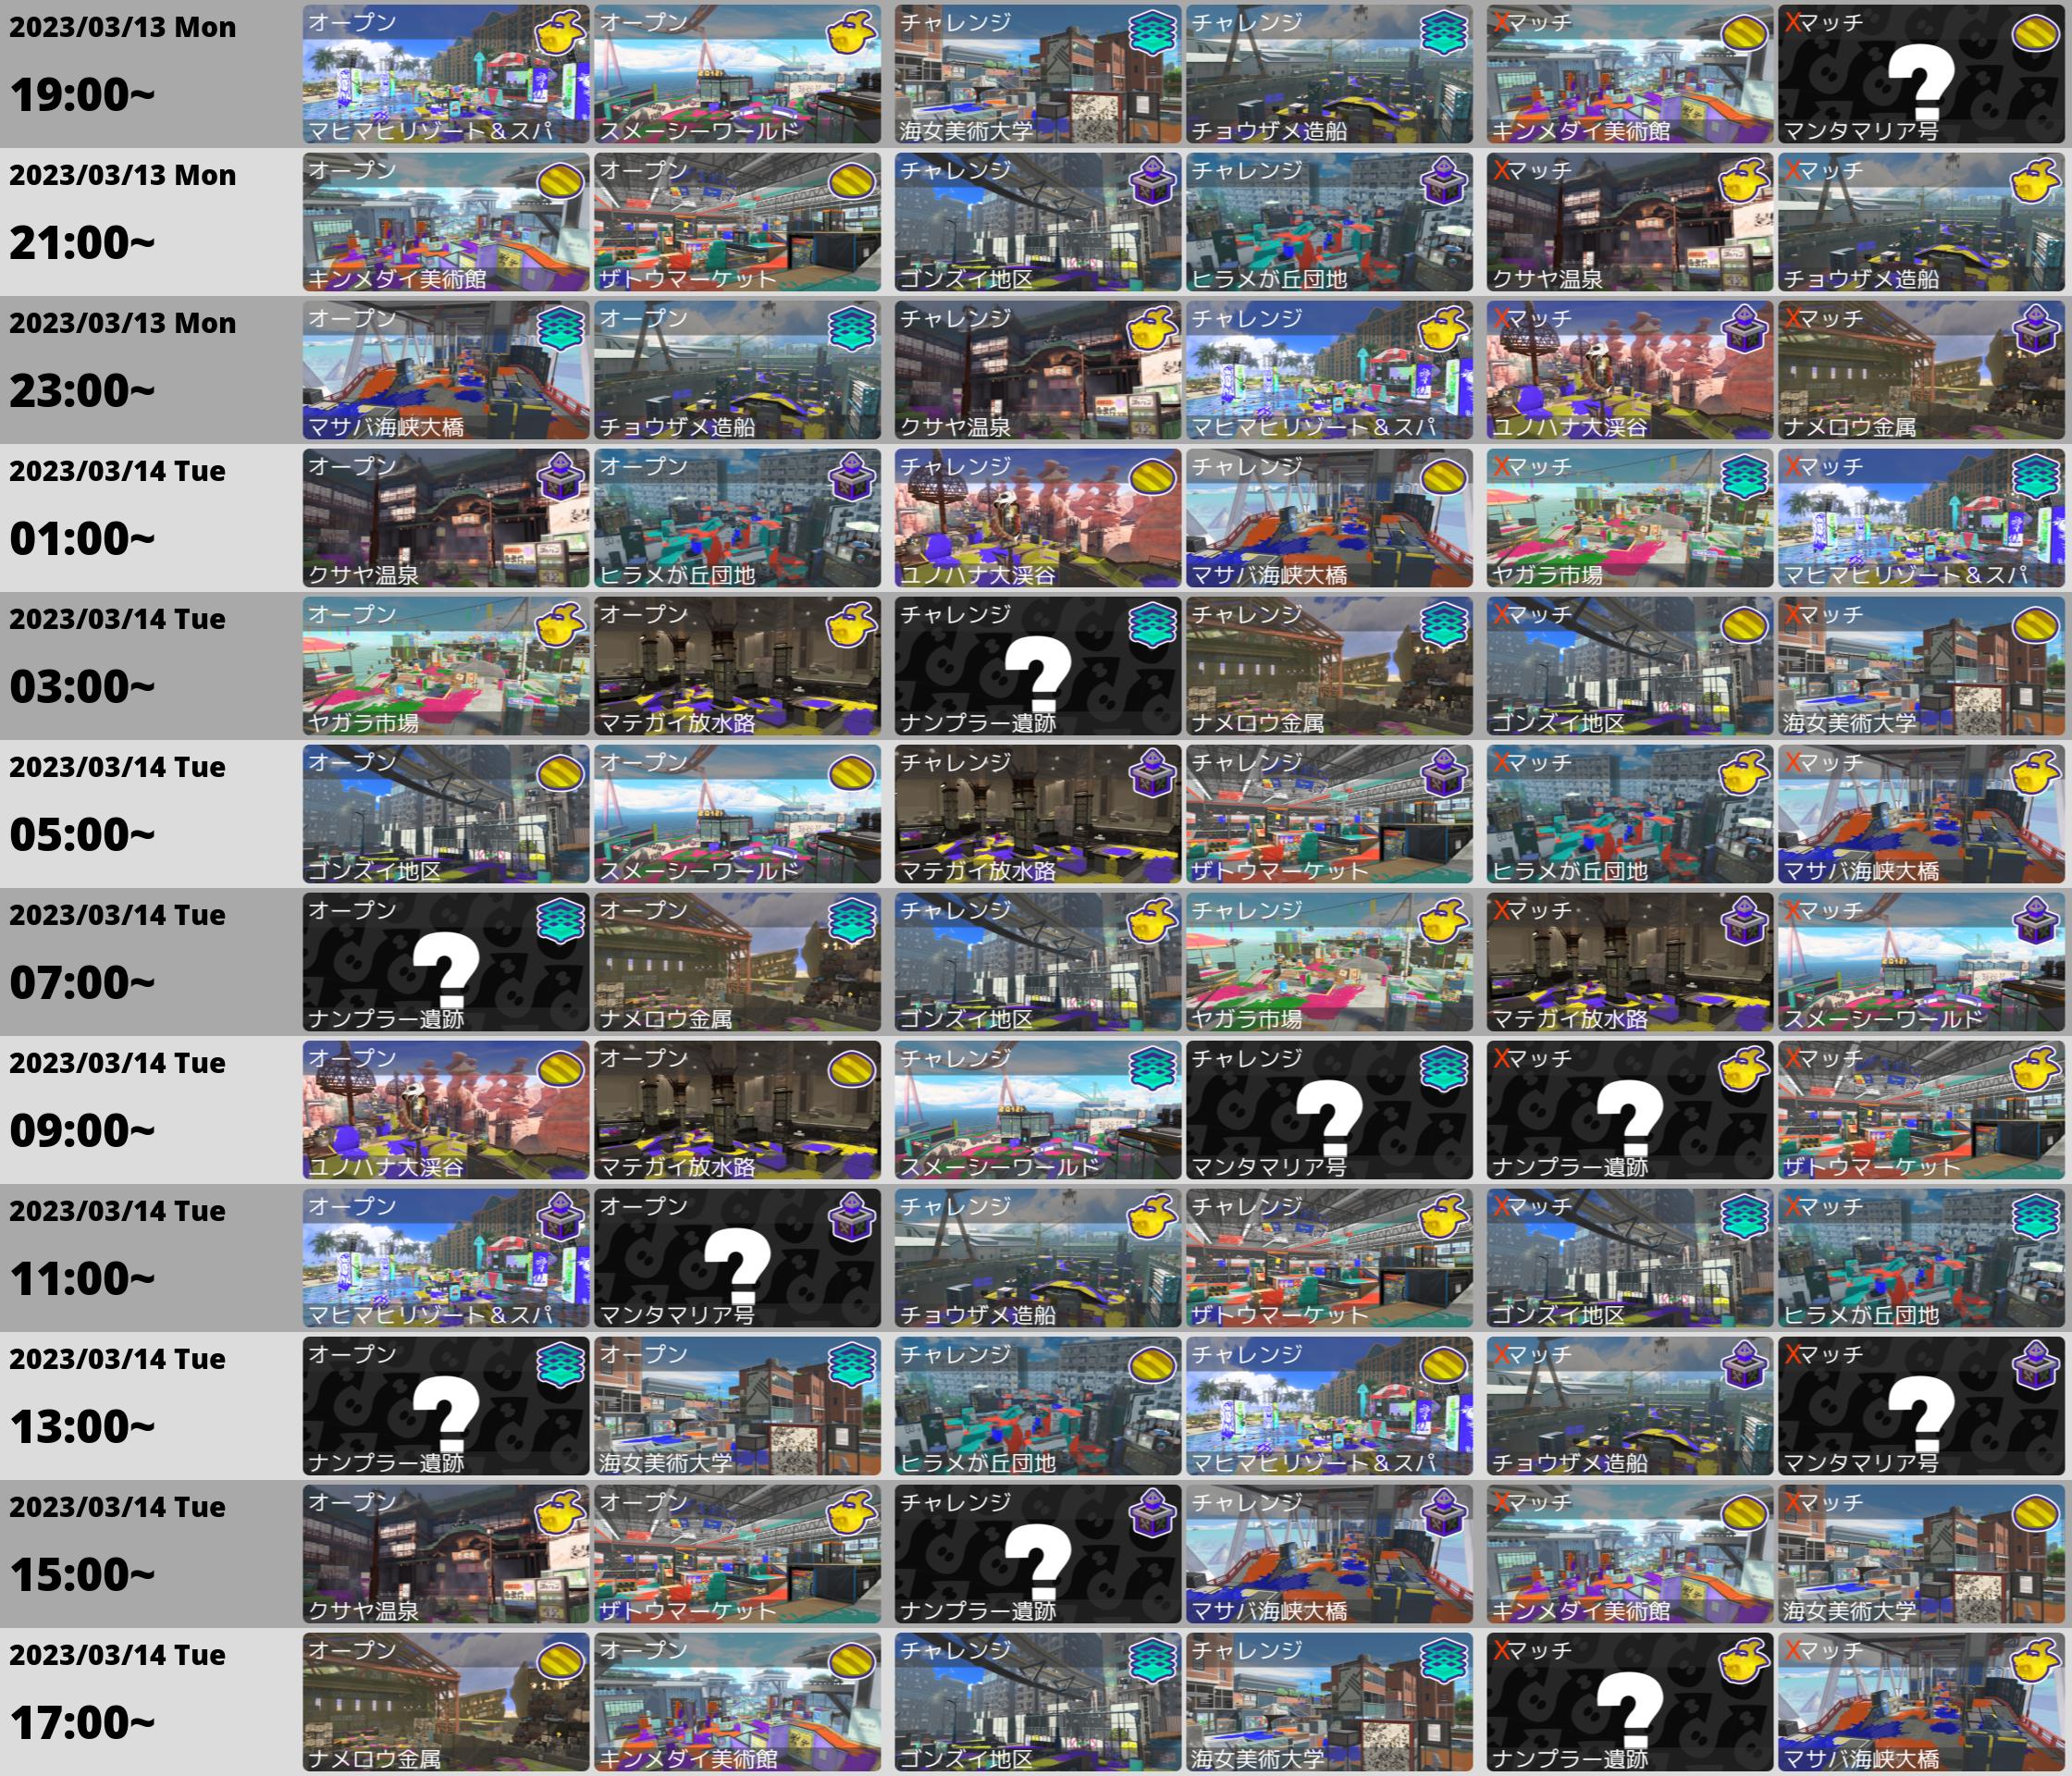 2023/03/13 Mon
19:00~
オープン
マヒマヒリゾート＆スパ
オープン
スメーシーワールド
チャレンジ
海女美術大学
チャレンジ
チョウザメ造船
Xマッチ
キンメダイ美術館
Xマッチ
マンタマリア号
2023/03/13 Mon
21:00~
オープン
キンメダイ美術館
オープン
ザトウマーケット
チャレンジ
ゴンズイ地区
チャレンジ
ヒラメが丘団地
Xマッチ
クサヤ温泉
Xマッチ
チョウザメ造船
2023/03/13 Mon
23:00~
オープン
マサバ海峡大橋
オープン
チョウザメ造船
チャレンジ
クサヤ温泉
チャレンジ
マヒマヒリゾート＆スパ
Xマッチ
ユノハナ大渓谷
Xマッチ
ナメロウ金属
2023/03/14 Tue
01:00~
オープン
クサヤ温泉
オープン
ヒラメが丘団地
チャレンジ
ユノハナ大渓谷
チャレンジ
マサバ海峡大橋
Xマッチ
ヤガラ市場
Xマッチ
マヒマヒリゾート＆スパ
2023/03/14 Tue
03:00~
オープン
ヤガラ市場
オープン
マテガイ放水路
チャレンジ
?
ナンプラー遺跡
チャレンジ
ナメロウ金属
Xマッチ
ゴンズイ地区
Xマッチ
海女美術大学
2023/03/14 Tue
05:00~
オープン
ゴンズイ地区
オープン
スメーシーワールド
チャレンジ
マテガイ放水路
チャレンジ
ザトウマーケット
Xマッチ
ヒラメが丘団地
Xマッチ
マサバ海峡大橋
2023/03/14 Tue
07:00~
オープン
?
ナンプラー遺跡
オープン
ナメロウ金属
チャレンジ
ゴンズイ地区
チャレンジ
ヤガラ市場
Xマッチ
マテガイ放水路
Xマッチ
スメーシーワールド
2023/03/14 Tue
09:00~
オープン
ユノハナ大渓谷
オープン
マテガイ放水路
チャレンジ
スメーシーワールド
チャレンジ
?
マンタマリア号
Xマッチ
?
ナンプラー遺跡
Xマッチ
ザトウマーケット
2023/03/14 Tue
11:00~
オープン
マヒマヒリゾート＆スパ
オープン
?
マンタマリア号
チャレンジ
チョウザメ造船
チャレンジ
ザトウマーケット
Xマッチ
ゴンズイ地区
Xマッチ
ヒラメが丘団地
2023/03/14 Tue
13:00~
オープン
?
ナンプラー遺跡
オープン
海女美術大学
チャレンジ
ヒラメが丘団地
チャレンジ
マヒマヒリゾート＆スパ
Xマッチ
チョウザメ造船
Xマッチ
?
マンタマリア号
2023/03/14 Tue
15:00~
オープン
クサヤ温泉
オープン
ザトウマーケット
チャレンジ
?
ナンプラー遺跡
チャレンジ
マサバ海峡大橋
Xマッチ
キンメダイ美術館
Xマッチ
海女美術大学
2023/03/14 Tue
17:00~
オープン
ナメロウ金属
オープン
キンメダイ美術館
チャレンジ
ゴンズイ地区
チャレンジ
海女美術大学
Xマッチ
?
ナンプラー遺跡
Xマッチ
マサバ海峡大橋